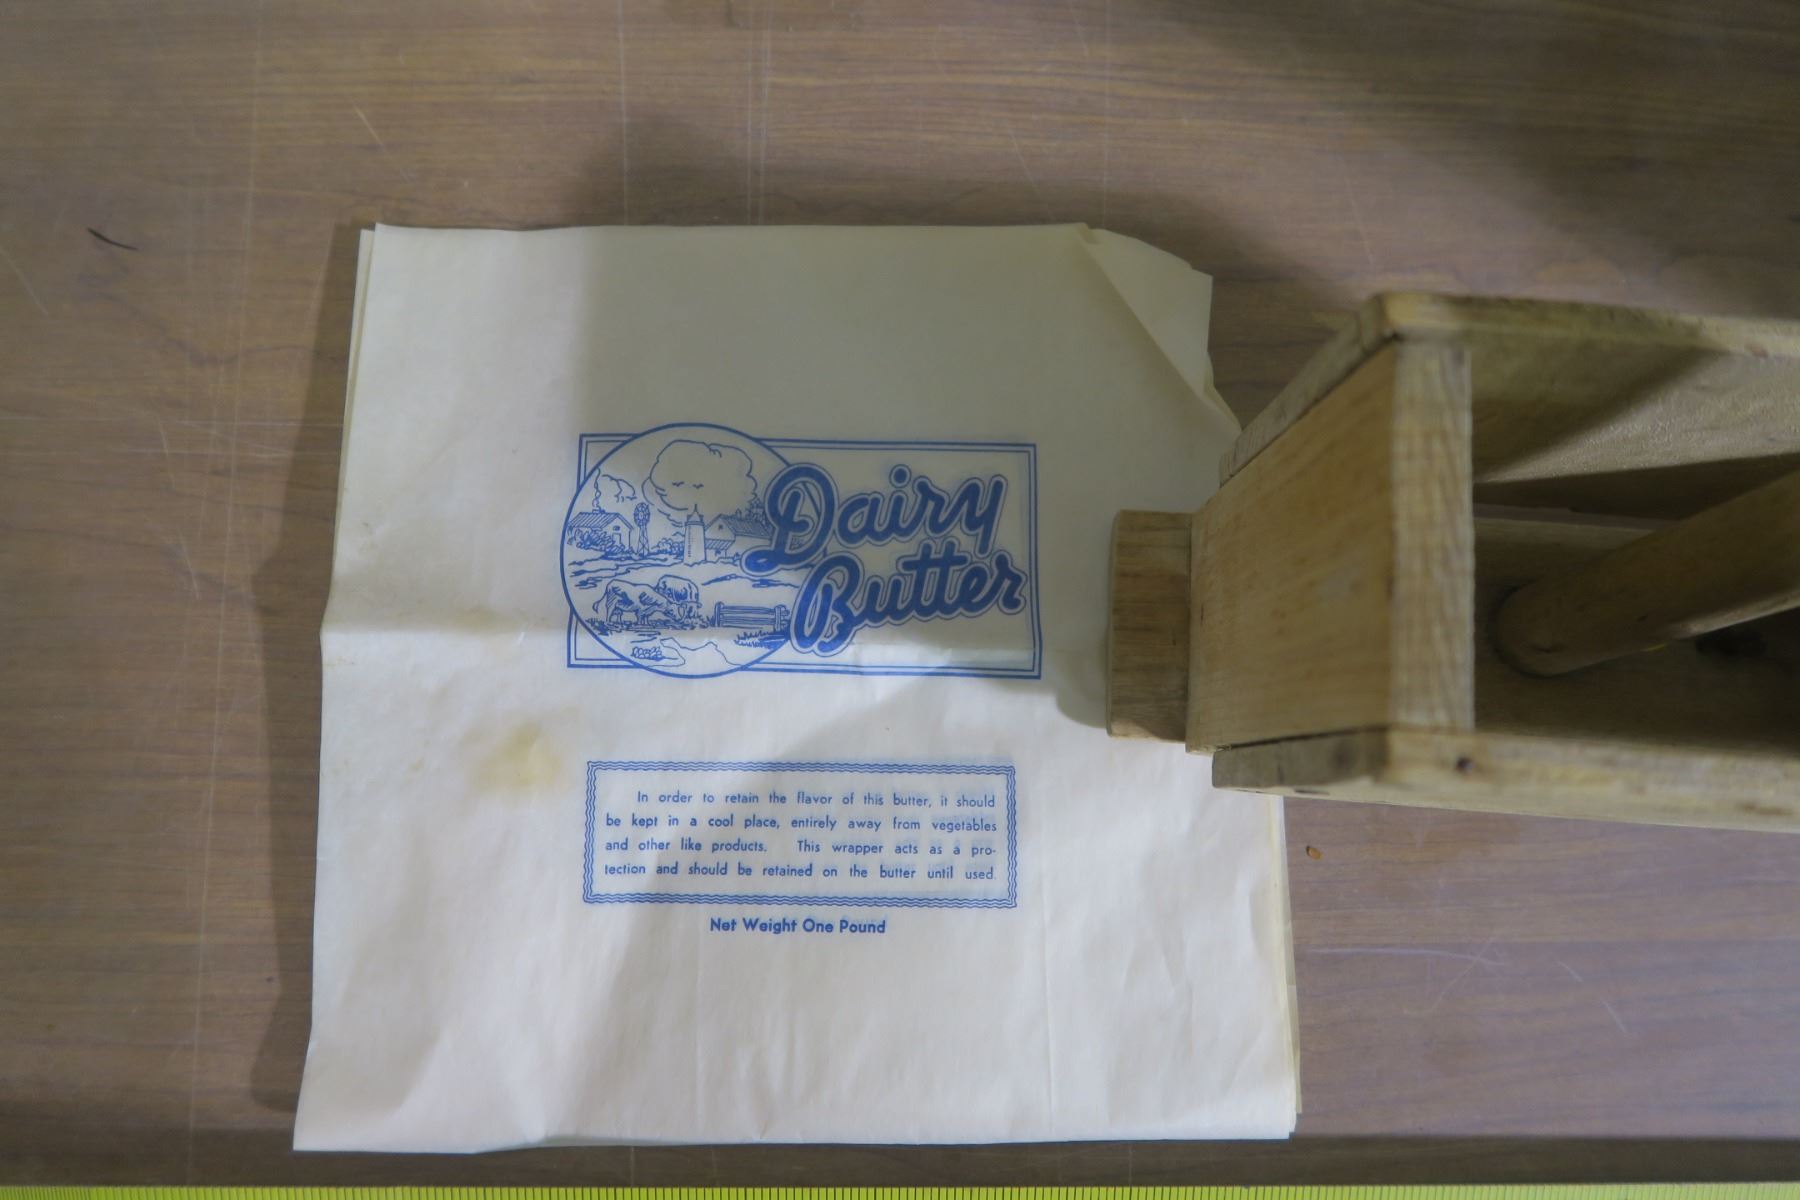 Dairy
Butter
In order to retain the flavor of this butter, it should
be kept in a cool place, entirely away from vegetables
and other like products. This wrapper acts as a pro-
tection and should be retained on the butter until used.
Net Weight One Pound